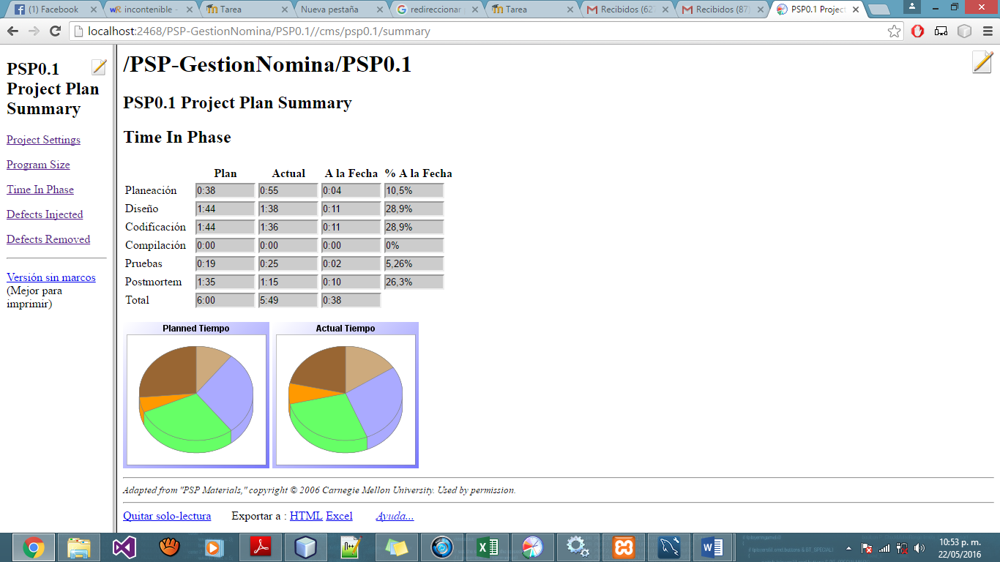 (1) Facebook
incontenible -
Tarea
Nueva pestaña
redireccionar
Tarea
Recibidos (62
Recibidos (87)
PSP0.1 Project
localhost:2468/PSP-GestionNomina/PSP0.1//cms/psp0.1/summary
PSP0.1
Project Plan
Summary
Project Settings
Program Size
Time In Phase
Defects Injected
Defects Removed
Versión sin marcos
(Mejor para
imprimir)
/PSP-GestionNomina/PSP0.1
PSP0.1 Project Plan Summary
Time In Phase
Plan Actual A la Fecha % A la Fecha
Planeación 0:38 0:55 0:04 10,5%
Diseño 1:44 1:38 0:11 28,9%
Codificación 1:44 1:36 0:11 28,9%
Compilación 0:00 0:00 0:00 0%
Pruebas 0:19 0:25 0:02 5,26%
Postmortem 1:35 1:15 0:10 26,3%
Total 6:00 5:49 0:38
Planned Tiempo
Actual Tiempo
Adapted from "PSP Materials," copyright © 2006 Carnegie Mellon University. Used by permission.
Quitar solo-lectura Exportar a : HTML Excel Ayuda...
10:53 p. m.
22/05/2016